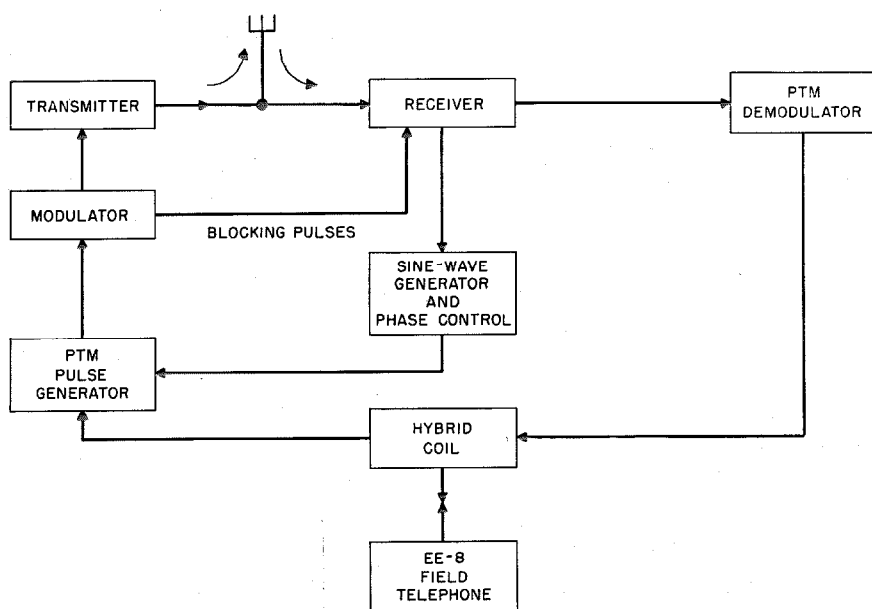 TRANSMITTER
RECEIVER
PTM
DEMODULATOR
MODULATOR
BLOCKING PULSES
SINE-WAVE
GENERATOR
AND
PHASE CONTROL
PTM
PULSE
GENERATOR
HYBRID
COIL
EE-8
FIELD
TELEPHONE